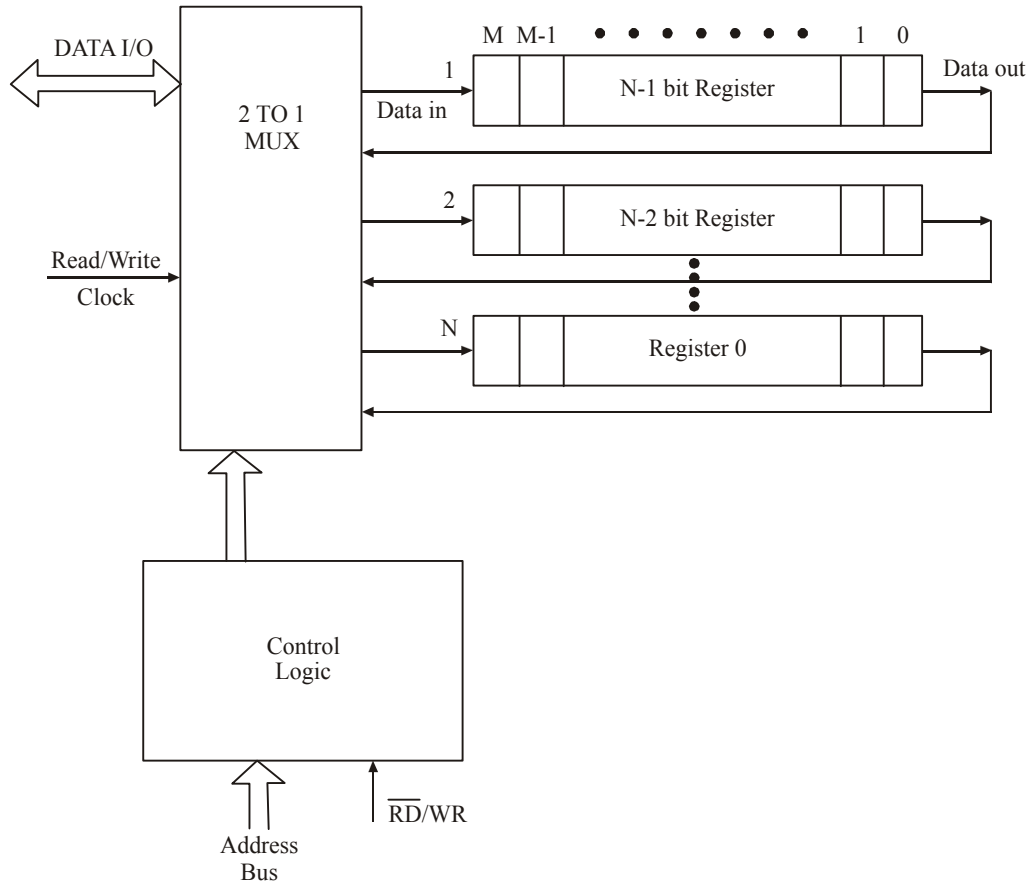 DATA I/O
2 TO 1
MUX
Read/Write
Clock
M M-1 1 0
1
Data in
N-1 bit Register
Data out
2
N-2 bit Register
N
Register 0
Control
Logic
R̅D̅/WR
Address
Bus